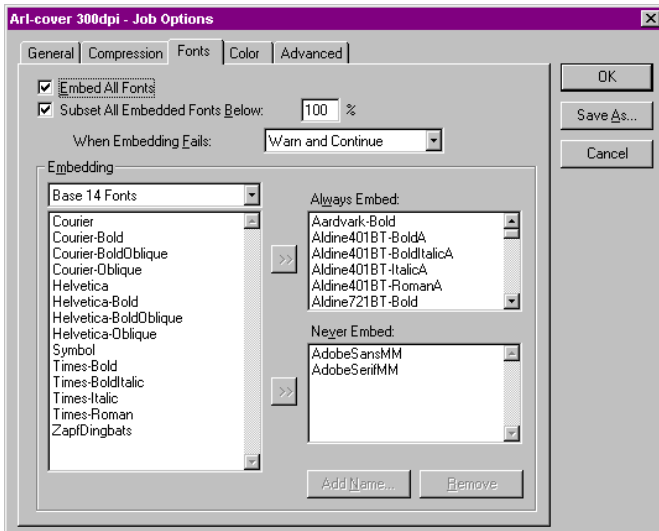 Arl-cover 300dpi - Job Options
General Compression Fonts Color Advanced
Embed All Fonts
Subset All Embedded Fonts Below: 100 %
When Embedding Fails: Warn and Continue
OK
Save As...
Cancel
Embedding
Base 14 Fonts
Courier
Courier-Bold
Courier-BoldOblique
Courier-Oblique
Helvetica
Helvetica-Bold
Helvetica-BoldOblique
Helvetica-Oblique
Symbol
Times-Bold
Times-BoldItalic
Times-Italic
Times-Roman
ZapfDingbats
>>
>>
Always Embed:
Aardvark-Bold
Aldine401BT-BoldA
Aldine401BT-BoldItalicA
Aldine401BT-ItalicA
Aldine401BT-RomanA
Aldine721BT-Bold
Never Embed:
AdobeSansMM
AdobeSerifMM
Add Name... Remove